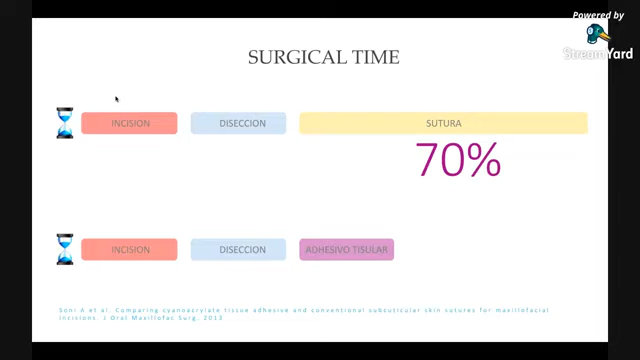 Powered by
StreamYard
SURGICAL TIME
INCISION DISECCION SUTURA
70%
INCISION DISECCION ADHESIVO TISULAR
Soni A et al. Comparing cyanoacrylate tissue adhesive and conventional subcuticular skin sutures for maxillofacial
incisions. J Oral Maxillofac Surg, 2013